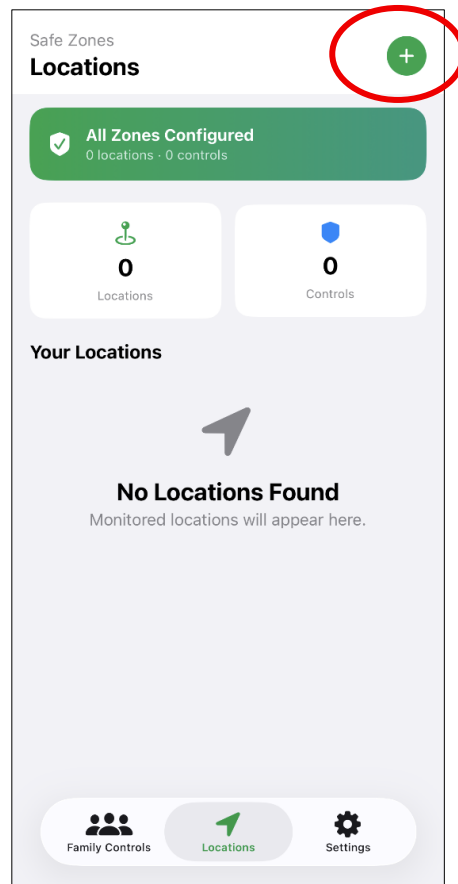 Safe Zones
Locations
All Zones Configured
0 locations · 0 controls
0
Locations
0
Controls
Your Locations
No Locations Found
Monitored locations will appear here.
Family Controls
Locations
Settings